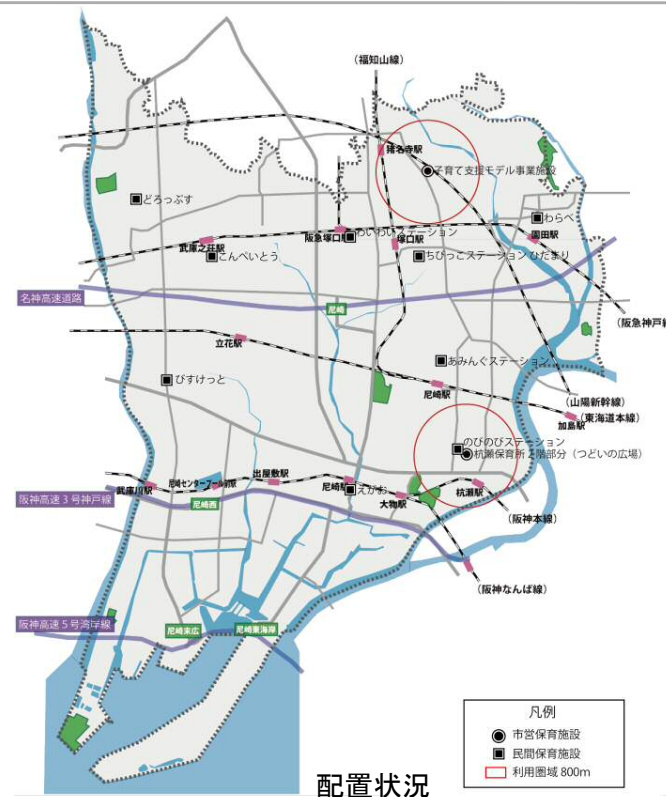 （福知山線）
猪名寺駅
子育て支援モデル事業施設
どろっぷす
わらべ
阪急塚口駅
わいわいステーション
塚口駅
園田駅
武庫之荘駅
こんぺいとう
ちびっこステーション ひだまり
名神高速道路
尼崎
（阪急神戸線
立花駅
あみんぐステーション
びすけっと
尼崎駅
（山陽新幹線）
（東海道本線）
加島駅
のびのびステーション
杭瀬保育所２階部分（つどいの広場）
出屋敷駅
尼崎センタープール前駅
武庫川駅
尼崎駅
えがお
杭瀬駅
大物駅
阪神高速３号神戸線
尼崎西
（阪神本線）
（阪神なんば線）
阪神高速５号湾岸線
尼崎末広
尼崎東海岸
凡例
市営保育施設
民間保育施設
利用圏域 800m
配置状況